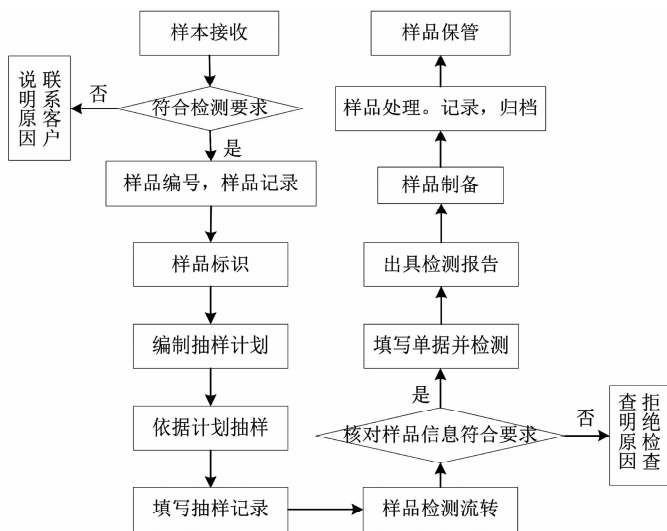 样本接收
符合检测要求
否
联系客户
说明原因
是
样品编号，样品记录
样品标识
编制抽样计划
依据计划抽样
填写抽样记录
样品检测流转
核对样品信息符合要求
否
拒绝检查
查明原因
是
填写单据并检测
出具检测报告
样品制备
样品处理。记录，归档
样品保管